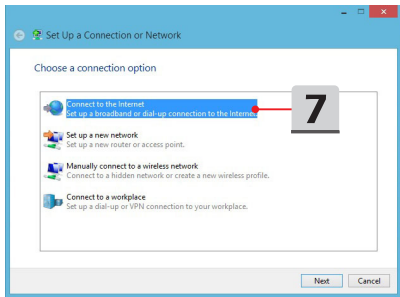 Set Up a Connection or Network
Choose a connection option
Connect to the Internet
Set up a broadband or dial-up connection to the Internet.
7
Set up a new network
Set up a new router or access point.
Manually connect to a wireless network
Connect to a hidden network or create a new wireless profile.
Connect to a workplace
Set up a dial-up or VPN connection to your workplace.
Next
Cancel